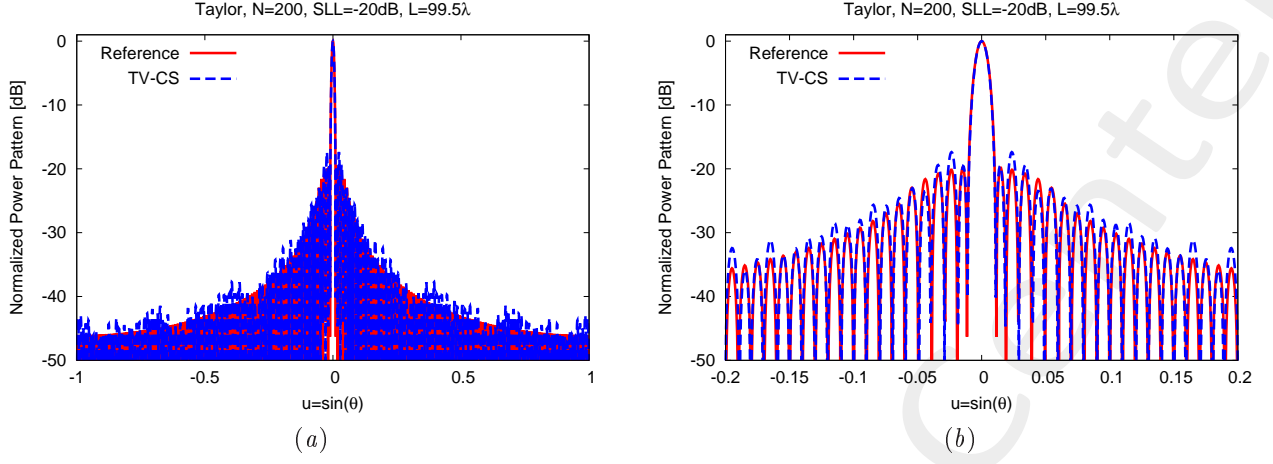 Taylor, N=200, SLL=-20dB, L=99.5λ
Reference
TV-CS
Normalized Power Pattern [dB]
0
-10
-20
-30
-40
-50
-1
-0.5
0
0.5
1
u=sin(θ)
(a)
Taylor, N=200, SLL=-20dB, L=99.5λ
Reference
TV-CS
Normalized Power Pattern [dB]
0
-10
-20
-30
-40
-50
-0.2
-0.15
-0.1
-0.05
0
0.05
0.1
0.15
0.2
u=sin(θ)
(b)
Cente